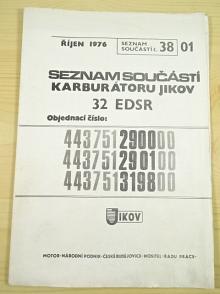 ŘÍJEN 1976
SEZNAM SOUČÁSTÍ Č. 38 01
SEZNAM SOUČÁSTÍ
KARBURÁTORU JIKOV
32 EDSR
Objednací číslo:
443751290000
443751290100
443751319800
JIKOV
MOTOR·NÁRODNÍ PODNIK·ČESKÉ BUDĚJOVICE·NOSITEL·ŘÁDU PRÁCE·